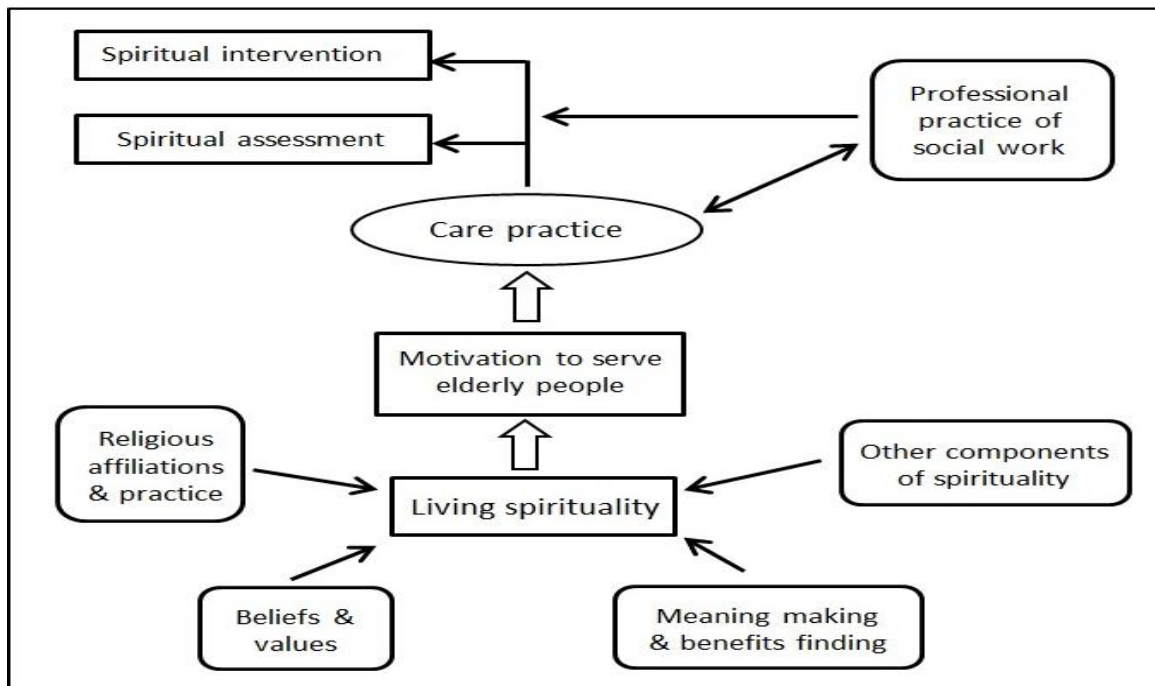 Spiritual intervention
Spiritual assessment
Professional
practice of
social work
Care practice
Motivation to serve
elderly people
Religious
affiliations
& practice
Other components
of spirituality
Living spirituality
Beliefs &
values
Meaning making
& benefits finding